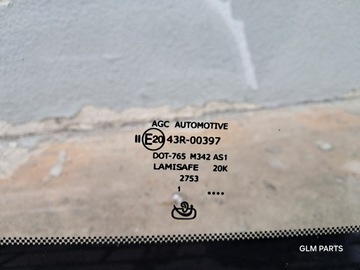 AGC AUTOMOTIVE
II E20 43R-00397
DOT-765 M342 AS1
LAMISAFE 20K
2753
1 ....
GLM PARTS